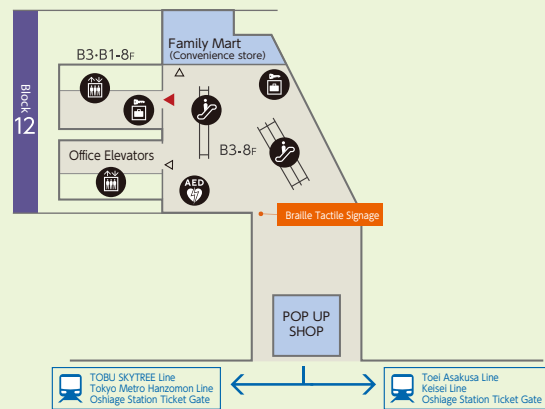 Family Mart
(Convenience store)
B3·B1-8F
Block
12
Office Elevators
B3-8F
AED
Braille Tactile Signage
POP UP
SHOP
TOBU SKYTREE Line
Tokyo Metro Hanzomon Line
Oshiage Station Ticket Gate
Toei Asakusa Line
Keisei Line
Oshiage Station Ticket Gate